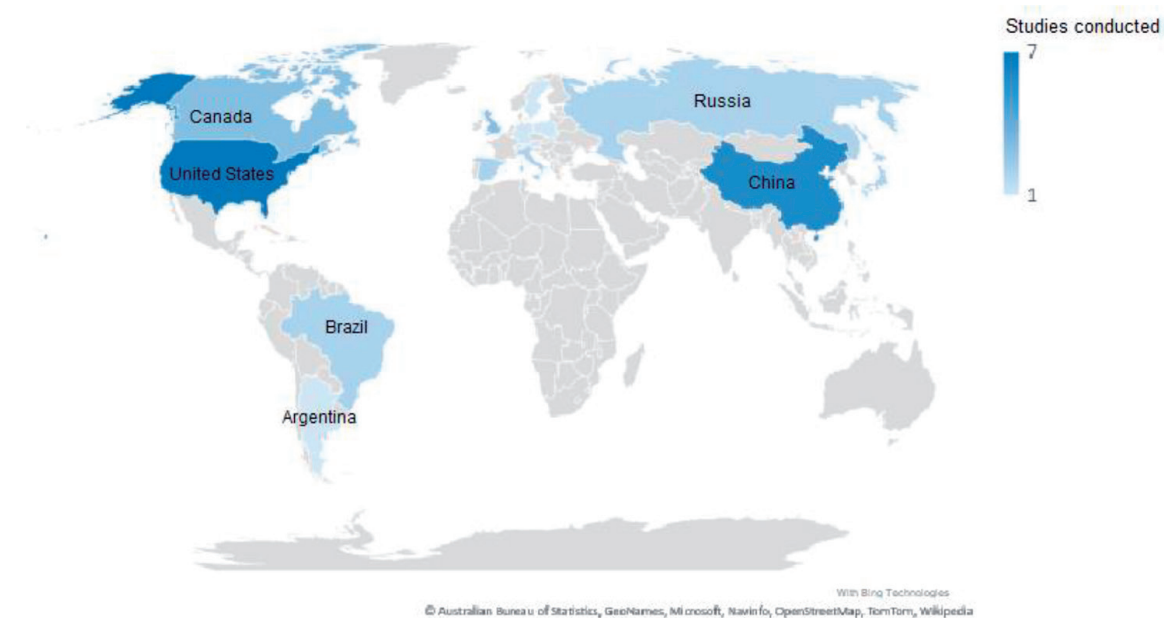 Studies conducted
7
1
Canada
United States
Russia
China
Brazil
Argentina
With Bing Technologies
© Australian Bureau of Statistics, GeoNames, Microsoft, Navinfo, OpenStreetMap, TomTom, Wikipedia